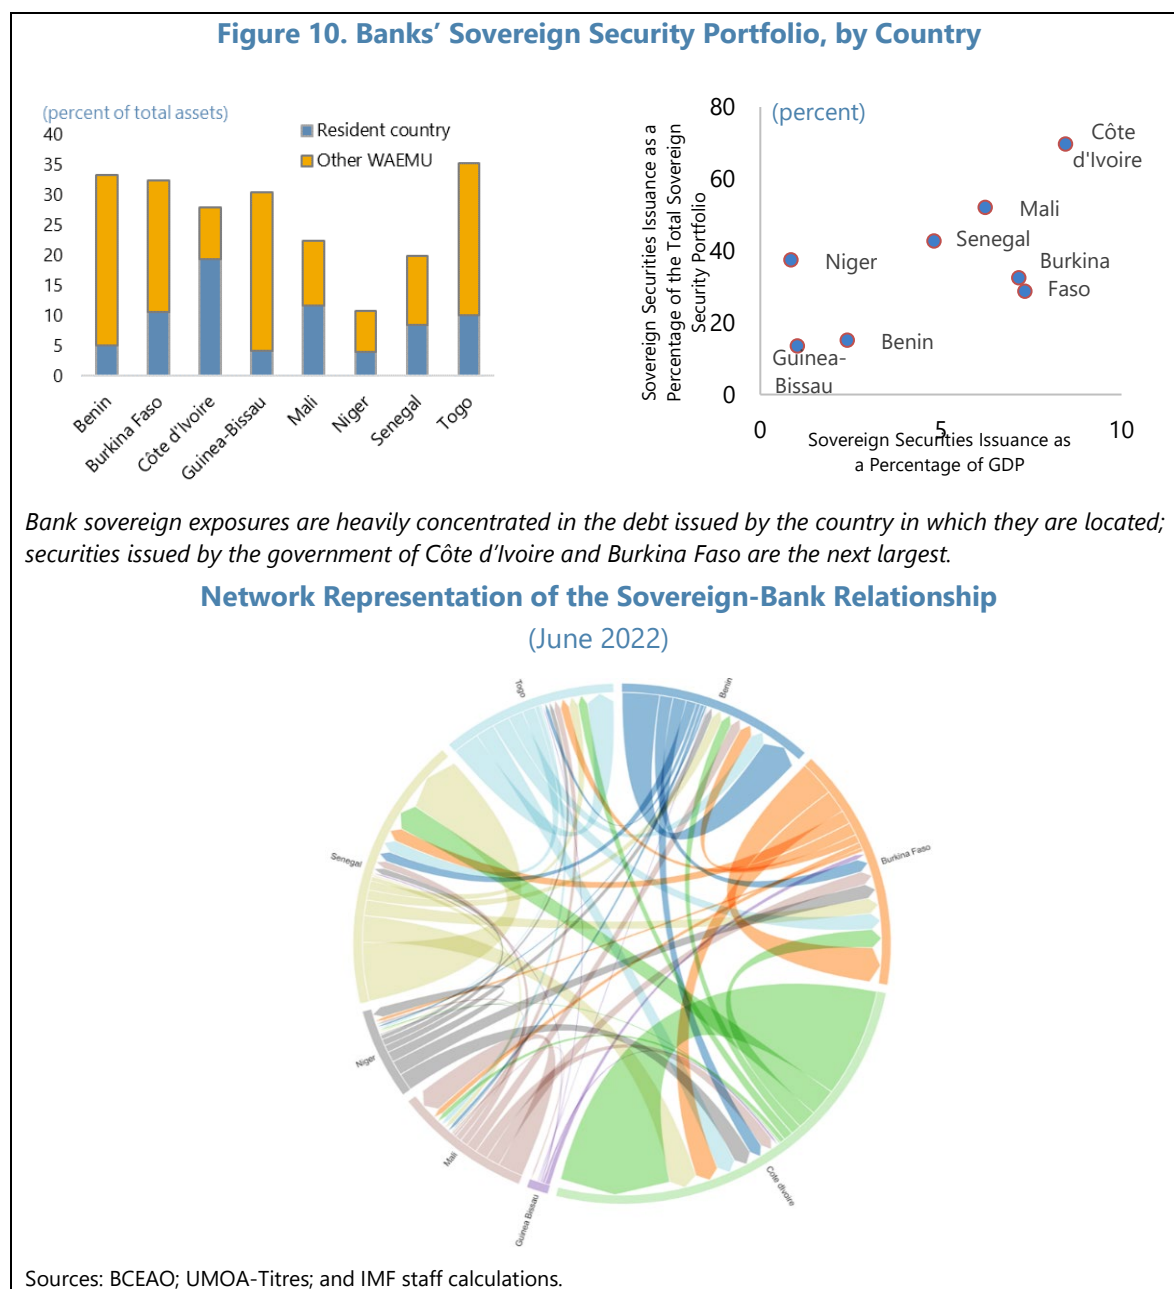 Figure 10. Banks’ Sovereign Security Portfolio, by Country
(percent of total assets)
40
35
30
25
20
15
10
5
0
Resident country
Other WAEMU
Benin
Burkina Faso
Côte d'Ivoire
Guinea-Bissau
Mali
Niger
Senegal
Togo
Sovereign Securities Issuance as a
Percentage of the Total Sovereign
Security Portfolio
80
60
40
20
0
(percent)
Côte
d'Ivoire
Mali
Senegal
Burkina
Faso
Niger
Benin
Guinea-
Bissau
0
5
10
Sovereign Securities Issuance as
a Percentage of GDP
Bank sovereign exposures are heavily concentrated in the debt issued by the country in which they are located;
securities issued by the government of Côte d’Ivoire and Burkina Faso are the next largest.
Network Representation of the Sovereign-Bank Relationship
(June 2022)
Togo
Benin
Burkina Faso
Senegal
Niger
Mali
Guinea Bissau
Cote divoire
Sources: BCEAO; UMOA-Titres; and IMF staff calculations.